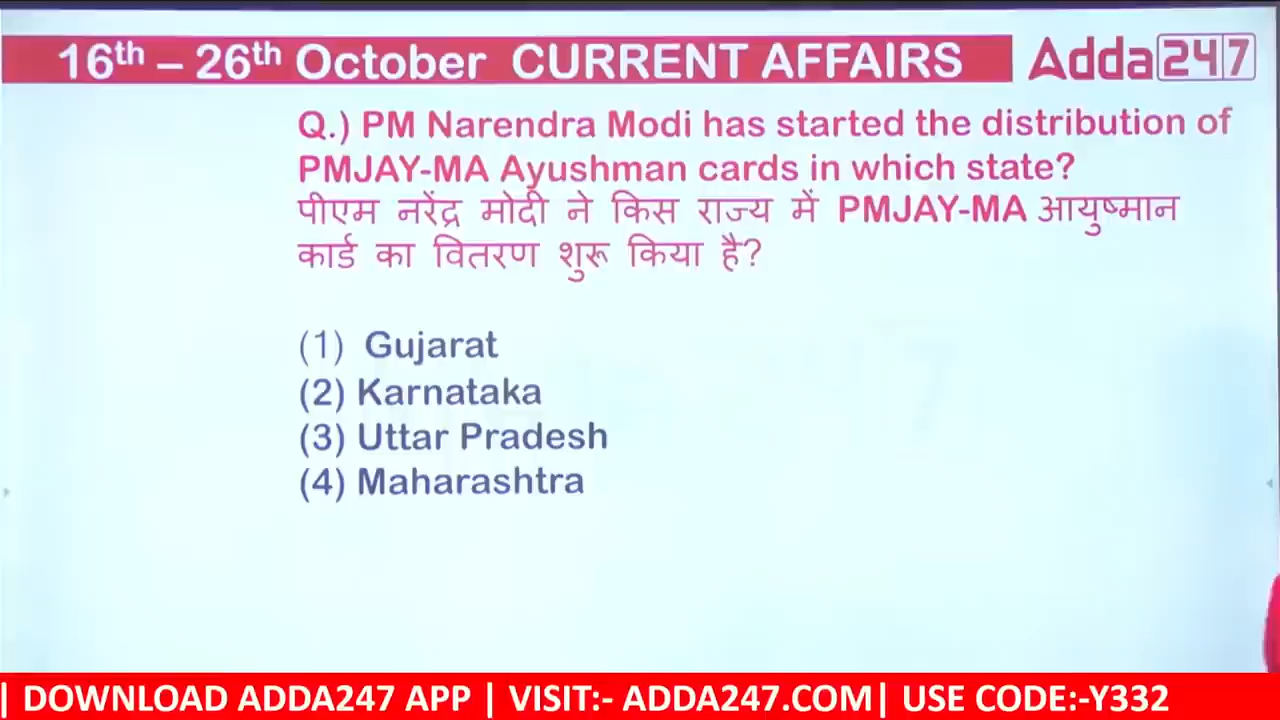 16th – 26th October CURRENT AFFAIRS
Adda247
Q.) PM Narendra Modi has started the distribution of
PMJAY-MA Ayushman cards in which state?
पीएम नरेंद्र मोदी ने किस राज्य में PMJAY-MA आयुष्मान
कार्ड का वितरण शुरू किया है?
(1) Gujarat
(2) Karnataka
(3) Uttar Pradesh
(4) Maharashtra
| DOWNLOAD ADDA247 APP | VISIT:- ADDA247.COM| USE CODE:-Y332